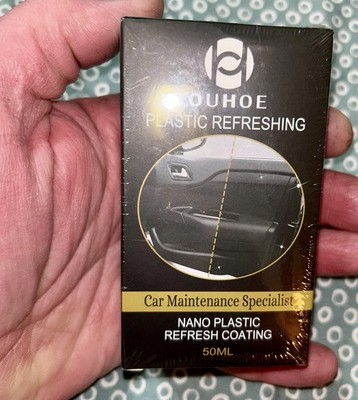 OUHOE
PLASTIC REFRESHING
Car Maintenance Specialist
NANO PLASTIC
REFRESH COATING
50ML